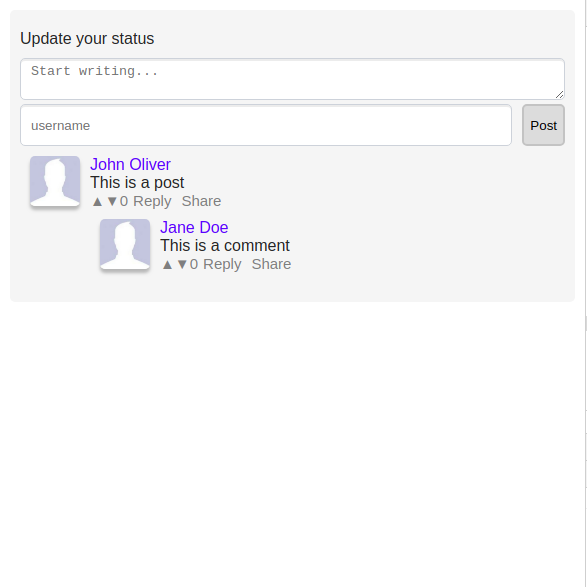 Update your status
Start writing...
username
Post
John Oliver
This is a post
▲▼0 Reply Share
Jane Doe
This is a comment
▲▼0 Reply Share